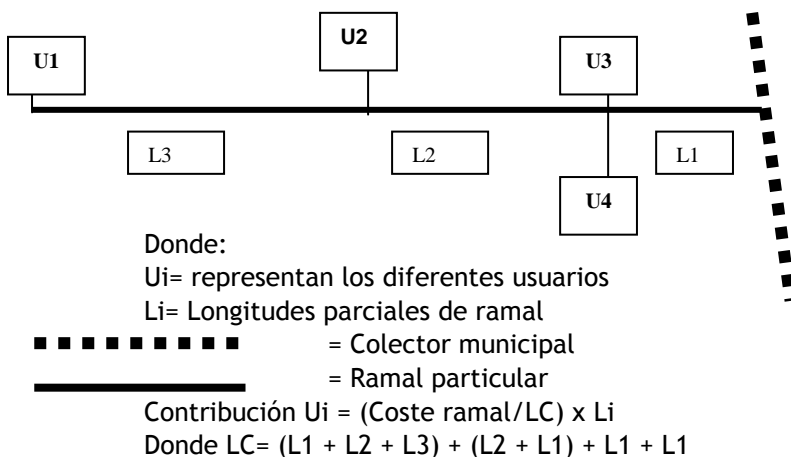 U1
U2
U3
L3
L2
L1
U4
Donde:
Ui= representan los diferentes usuarios
Li= Longitudes parciales de ramal
= Colector municipal
= Ramal particular
Contribución Ui = (Coste ramal/LC) x Li
Donde LC= (L1 + L2 + L3) + (L2 + L1) + L1 + L1